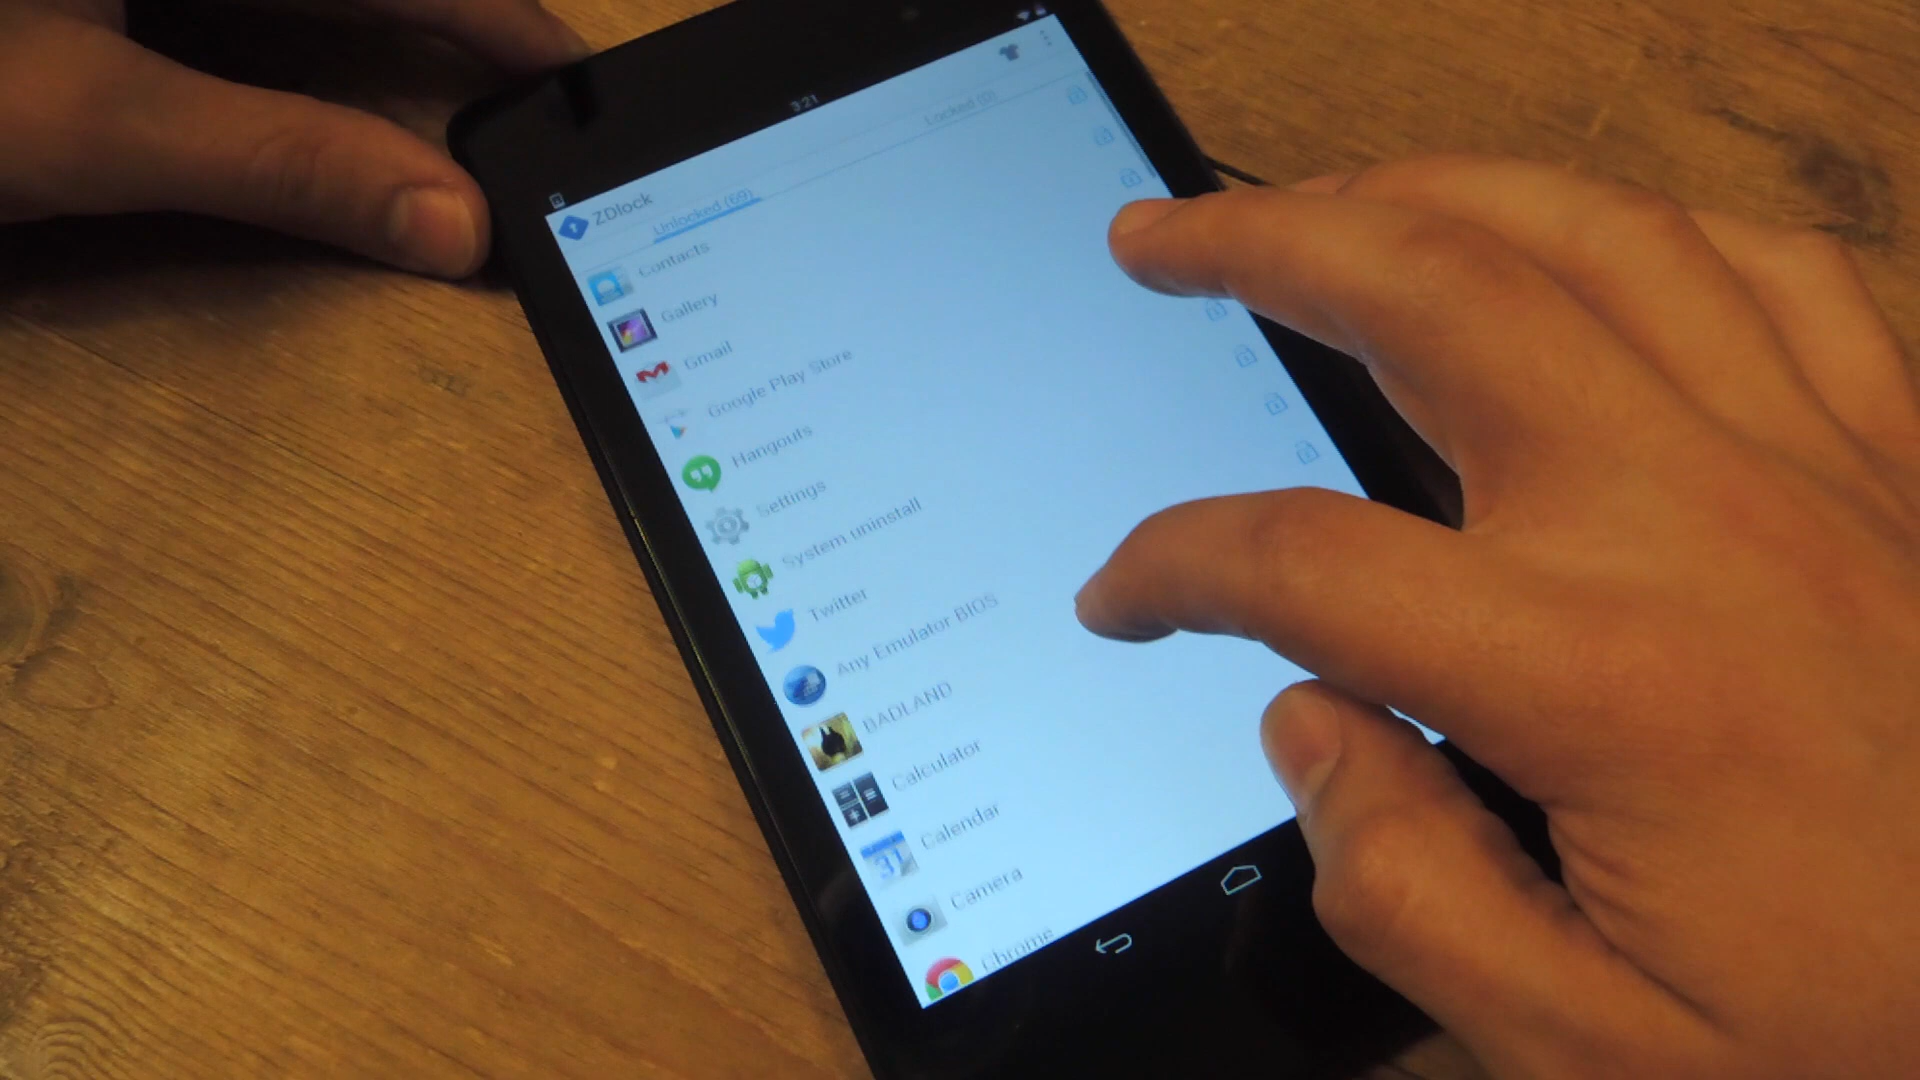 3:21
ZDlock
Unlocked (69)
Locked (0)
Contacts
Gallery
Gmail
Google Play Store
Hangouts
Settings
System uninstall
Twitter
Any Emulator BIOS
BADLAND
Calculator
Calendar
31
Camera
Chrome